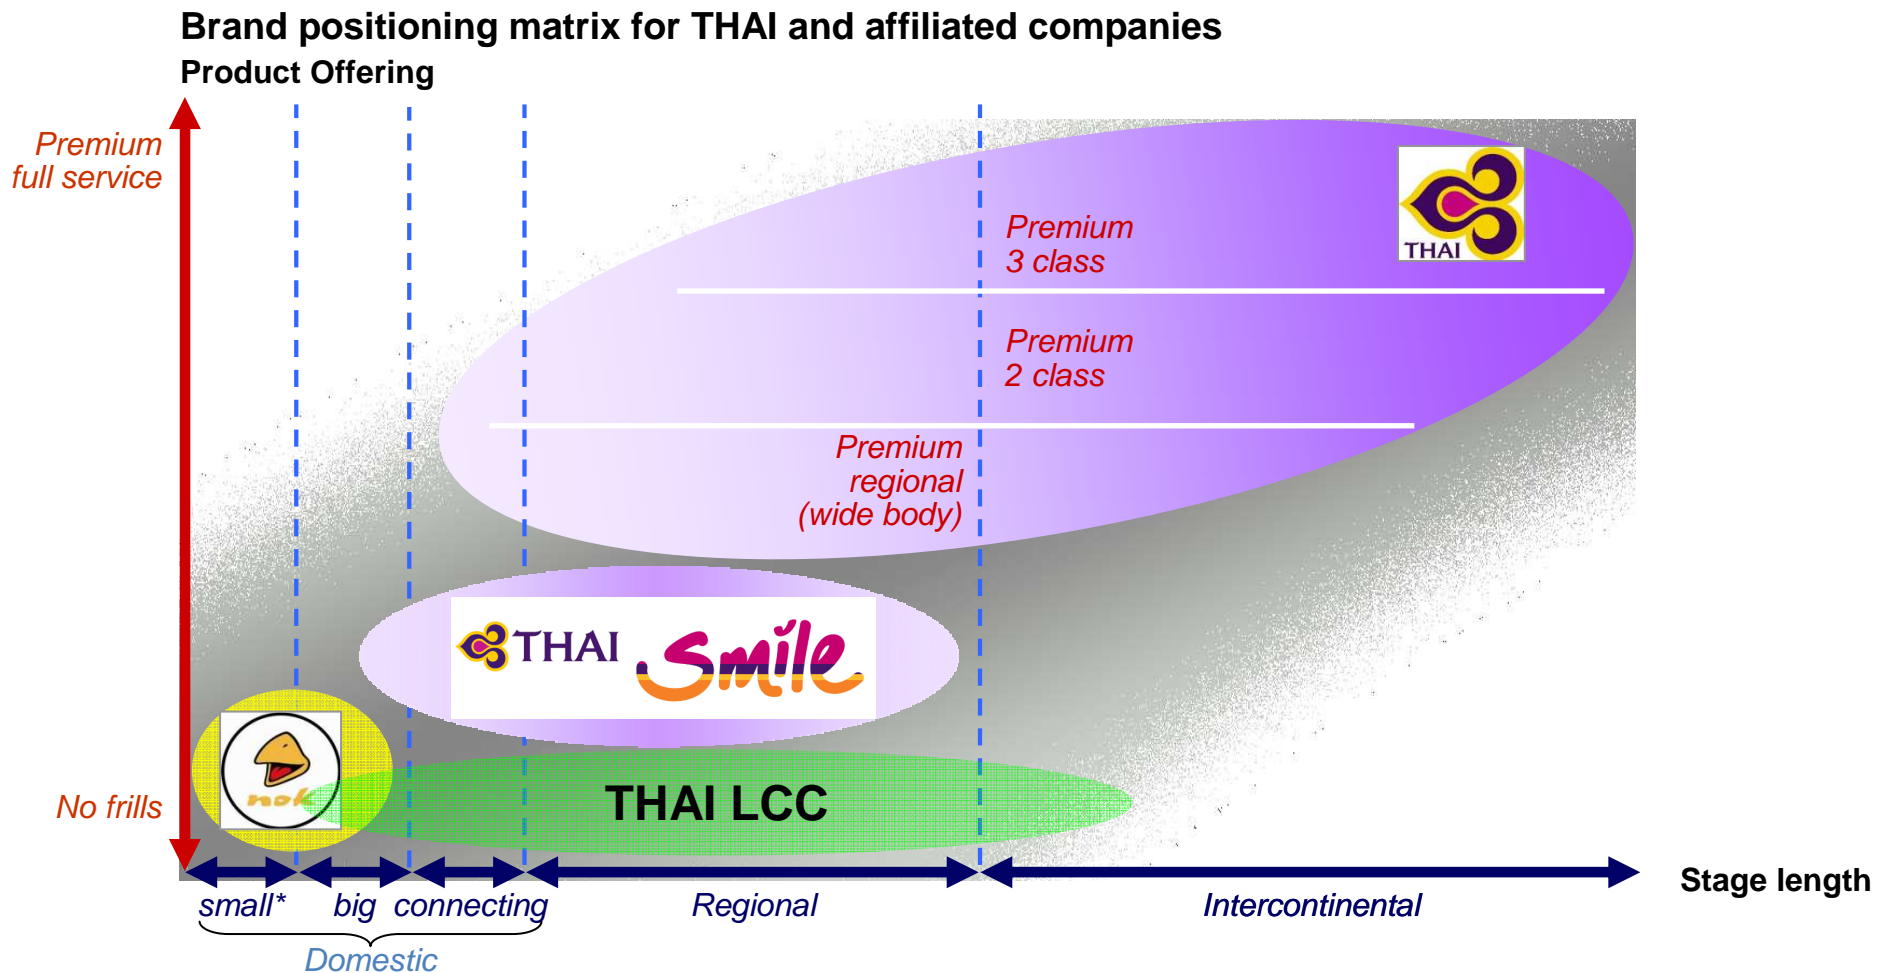 Brand positioning matrix for THAI and affiliated companies
Product Offering
Premium
full service
Premium
3 class
THAI
Premium
2 class
Premium
regional
(wide body)
THAI smile
nok
No frills
THAI LCC
Stage length
small* big connecting Regional Intercontinental
Domestic